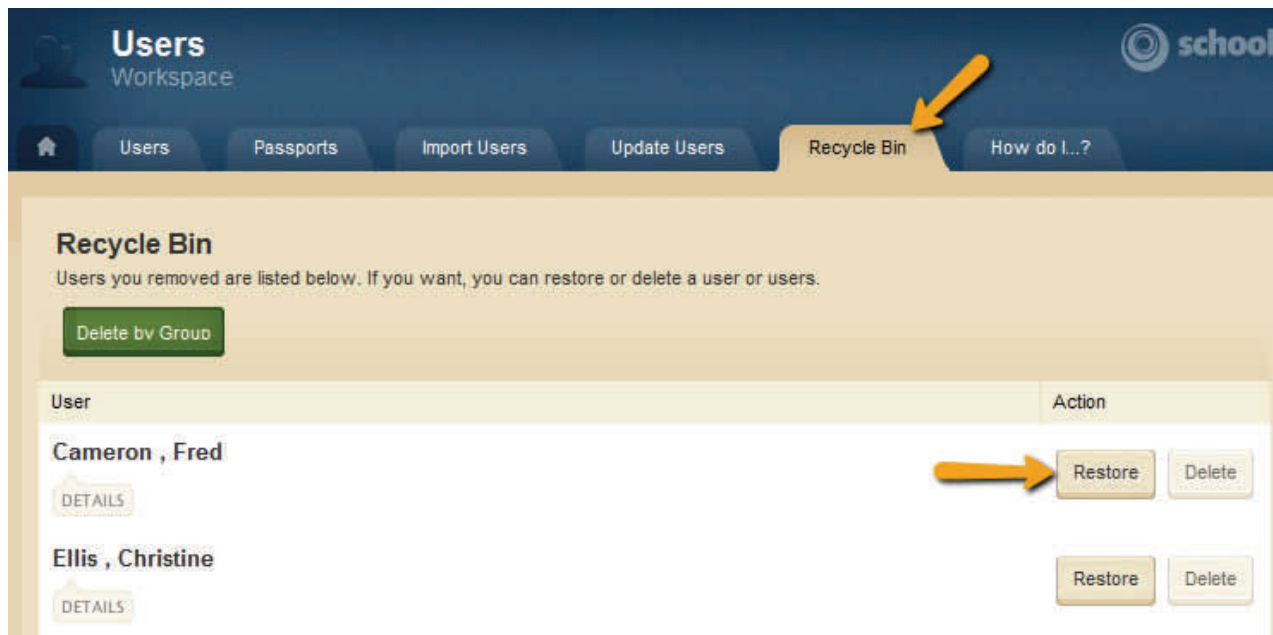 Users
Workspace
school
Users Passports Import Users Update Users Recycle Bin How do I...?
Recycle Bin
Users you removed are listed below. If you want, you can restore or delete a user or users.
Delete by Group
User Action
Cameron , Fred
Restore Delete
DETAILS
Ellis , Christine
Restore Delete
DETAILS